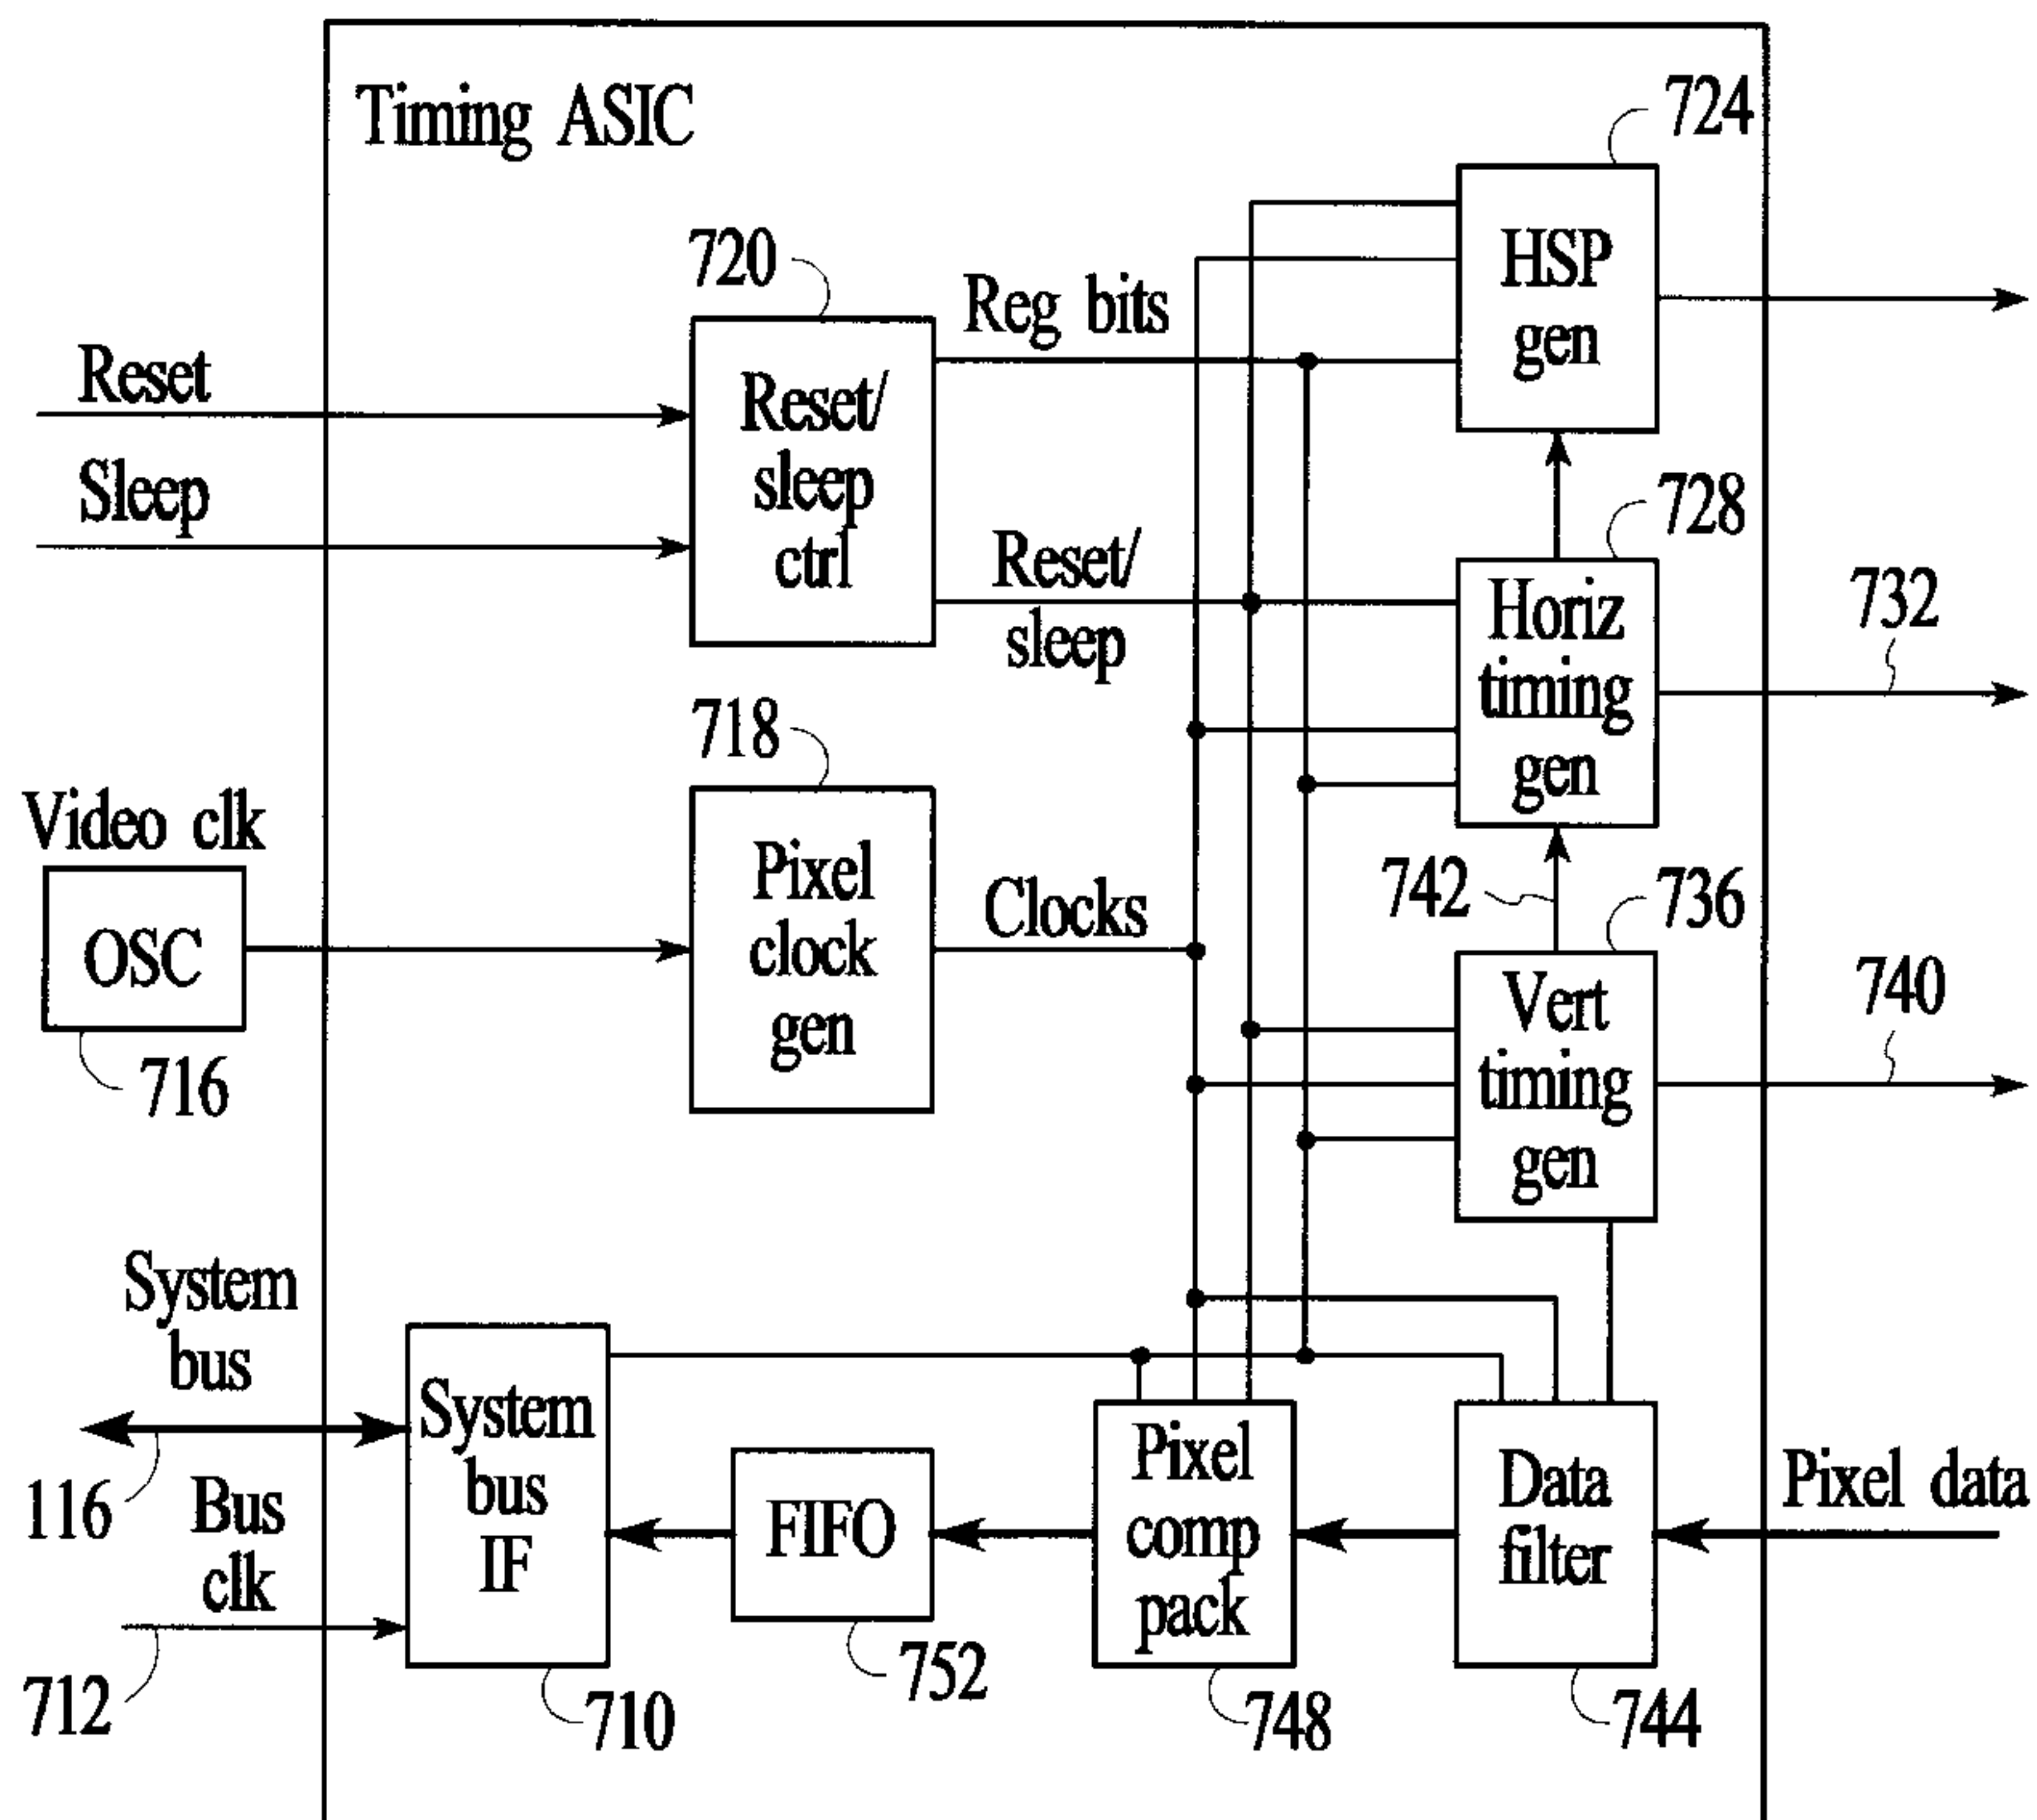 Timing ASIC
724
HSP
gen
720
Reg bits
Reset
Reset/
sleep
ctrl
Sleep
728
Reset/
sleep
Horiz
timing
gen
732
718
Video clk
OSC
716
Pixel
clock
gen
Clocks
742
736
Vert
timing
gen
740
System
bus
116
Bus
clk
712
System
bus
IF
710
FIFO
752
Pixel
comp
pack
748
Data
filter
744
Pixel data